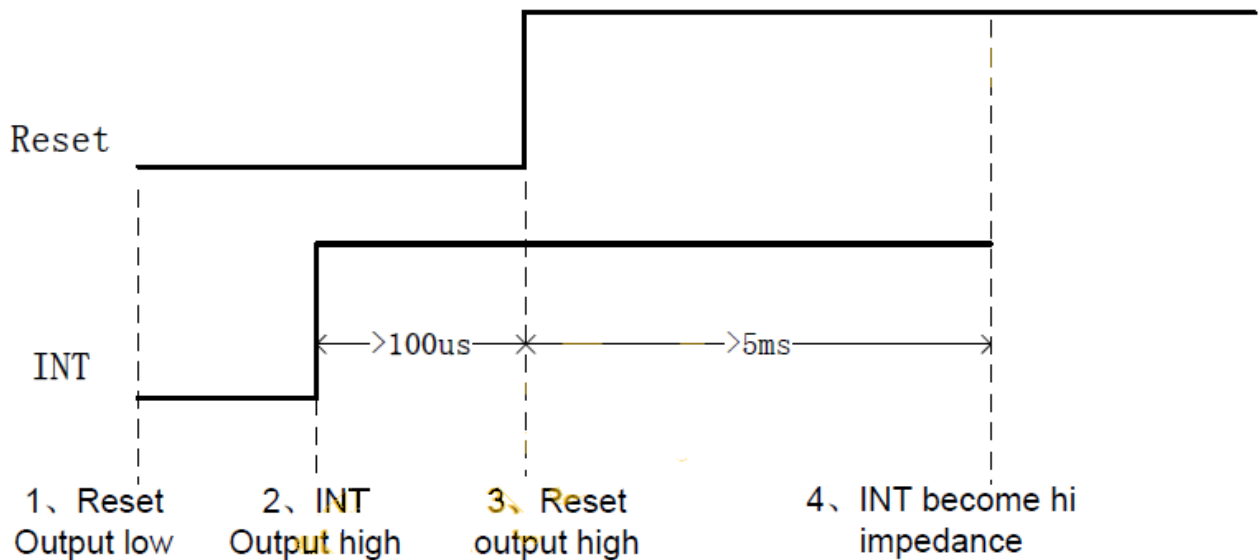 Reset
>100us
>5ms
INT
1、Reset
Output low
2、INT
Output high
3、Reset
output high
4、INT become hi
impedance